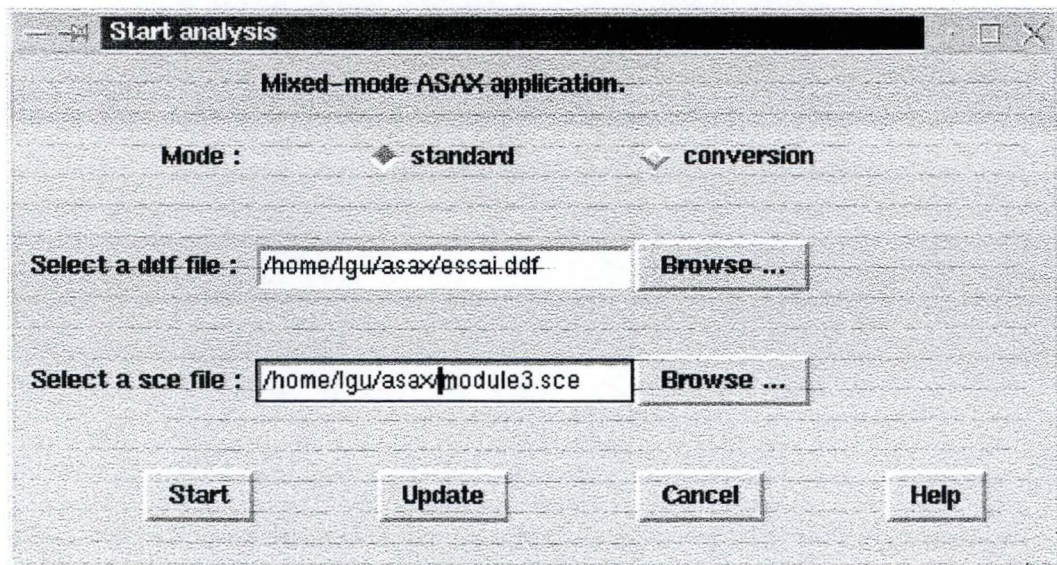 Start analysis
Mixed-mode ASAX application.
Mode : standard conversion
Select a ddf file : /home/lgu/asax/essai.ddf Browse ...
Select a sce file : /home/lgu/asax/module3.sce Browse ...
Start Update Cancel Help